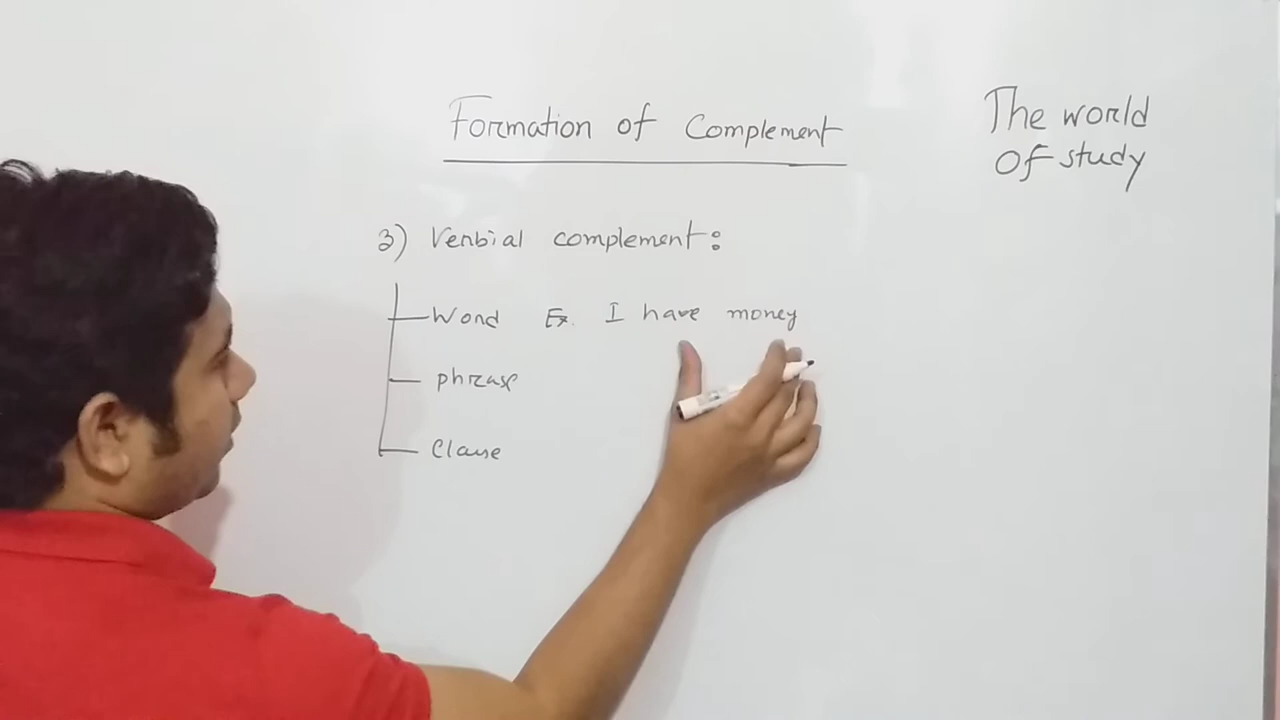 Formation of Complement
The world
of study
3) Verbial complement:
Word Ex. I have money
phrase
Clause